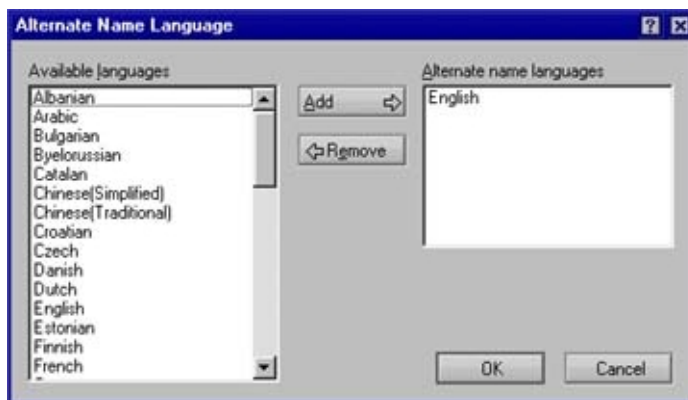 Alternate Name Language
Available languages
Albanian
Arabic
Bulgarian
Byelorussian
Catalan
Chinese(Simplified)
Chinese(Traditional)
Croatian
Czech
Danish
Dutch
English
Estonian
Finnish
French
Add
Remove
Alternate name languages
English
OK
Cancel